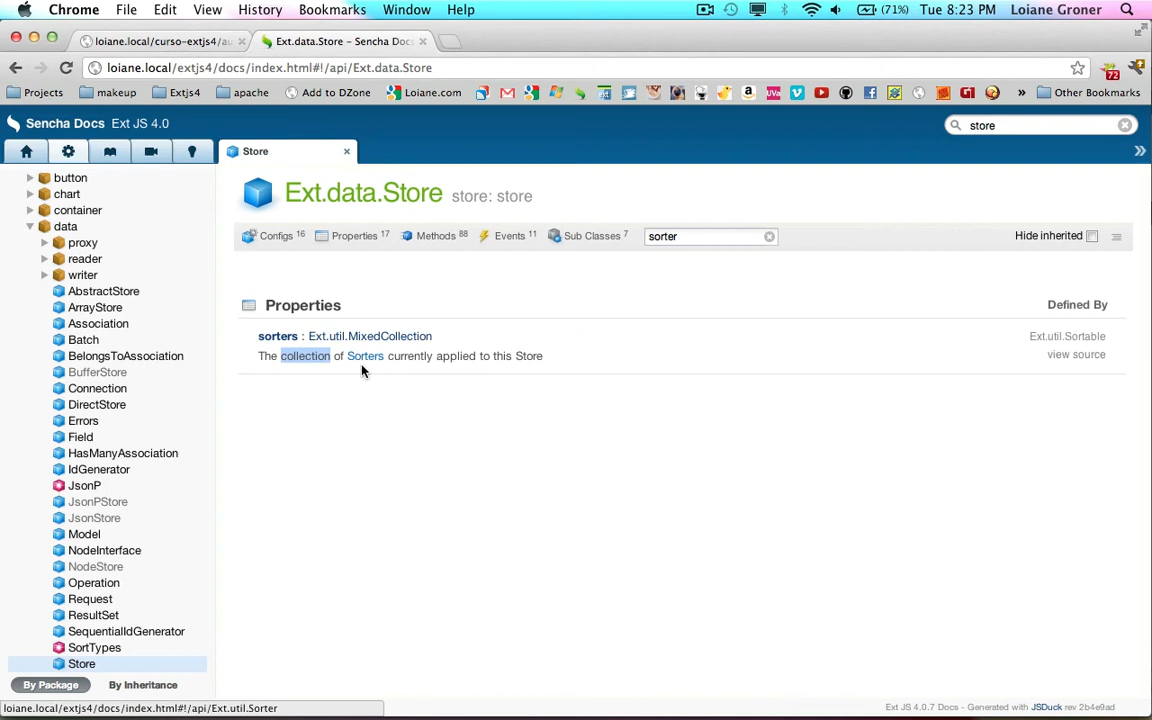 Chrome File Edit View History Bookmarks Window Help (71%) Tue 8:23 PM Loiane Groner
loiane.local/curso-extjs4/au Ext.data.Store – Sencha Docs
loiane.local/extjs4/docs/index.html#!/api/Ext.data.Store 72
Projects makeup Extjs4 apache Add to DZone Loiane.com » Other Bookmarks
Sencha Docs Ext JS 4.0 store
Store »
button
chart
container
data
proxy
reader
writer
AbstractStore
ArrayStore
Association
Batch
BelongsToAssociation
BufferStore
Connection
DirectStore
Errors
Field
HasManyAssociation
IdGenerator
JsonP
JsonPStore
JsonStore
Model
NodeInterface
NodeStore
Operation
Request
ResultSet
SequentialIdGenerator
SortTypes
Store
By Package By Inheritance
Ext.data.Store store: store
Configs 16 Properties 17 Methods 88 Events 11 Sub Classes 7 sorter Hide inherited
Properties Defined By
sorters : Ext.util.MixedCollection Ext.util.Sortable
The collection of Sorters currently applied to this Store view source
loiane.local/extjs4/docs/index.html#!/api/Ext.util.Sorter
Ext JS 4.0.7 Docs - Generated with JSDuck rev 2b4e9ad